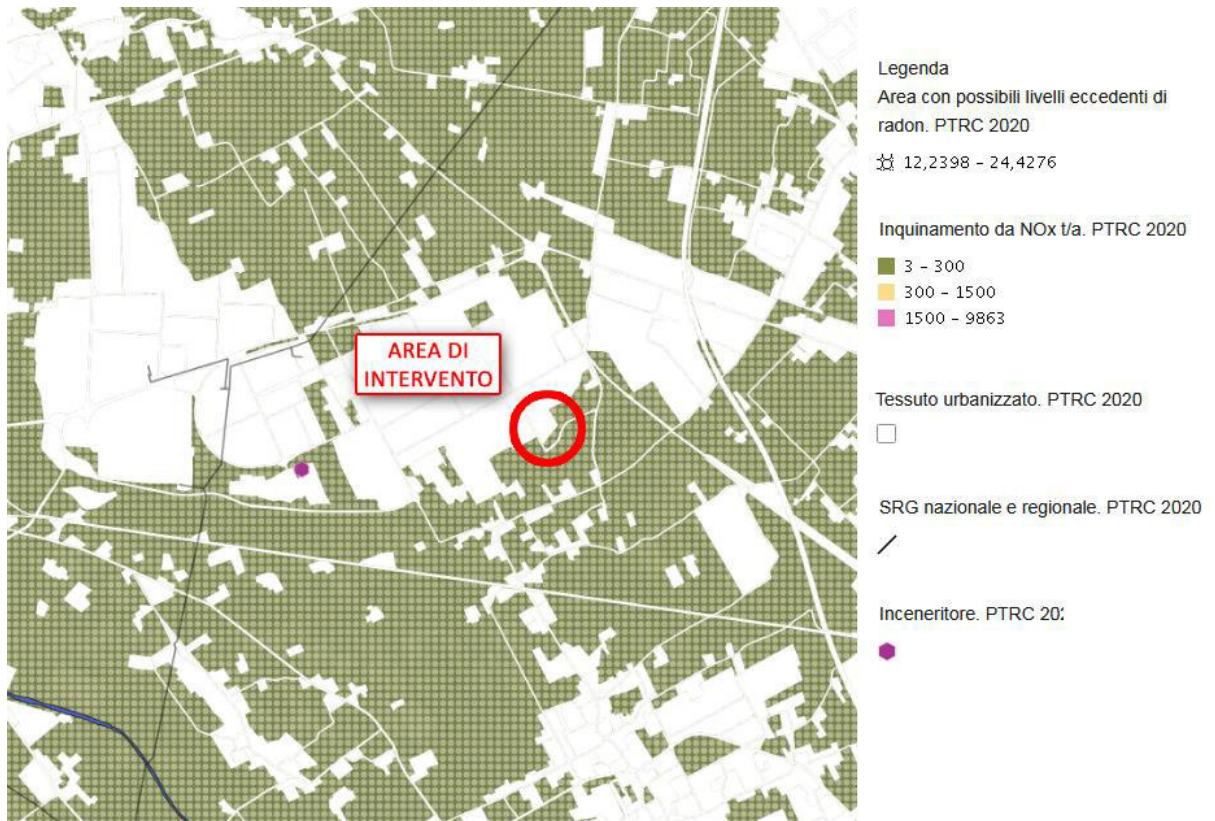 AREA DI
INTERVENTO
Legenda
Area con possibili livelli eccedenti di
radon. PTRC 2020
12,2398 - 24,4276
Inquinamento da NOx t/a. PTRC 2020
3 - 300
300 - 1500
1500 - 9863
Tessuto urbanizzato. PTRC 2020
SRG nazionale e regionale. PTRC 2020
Inceneritore. PTRC 202